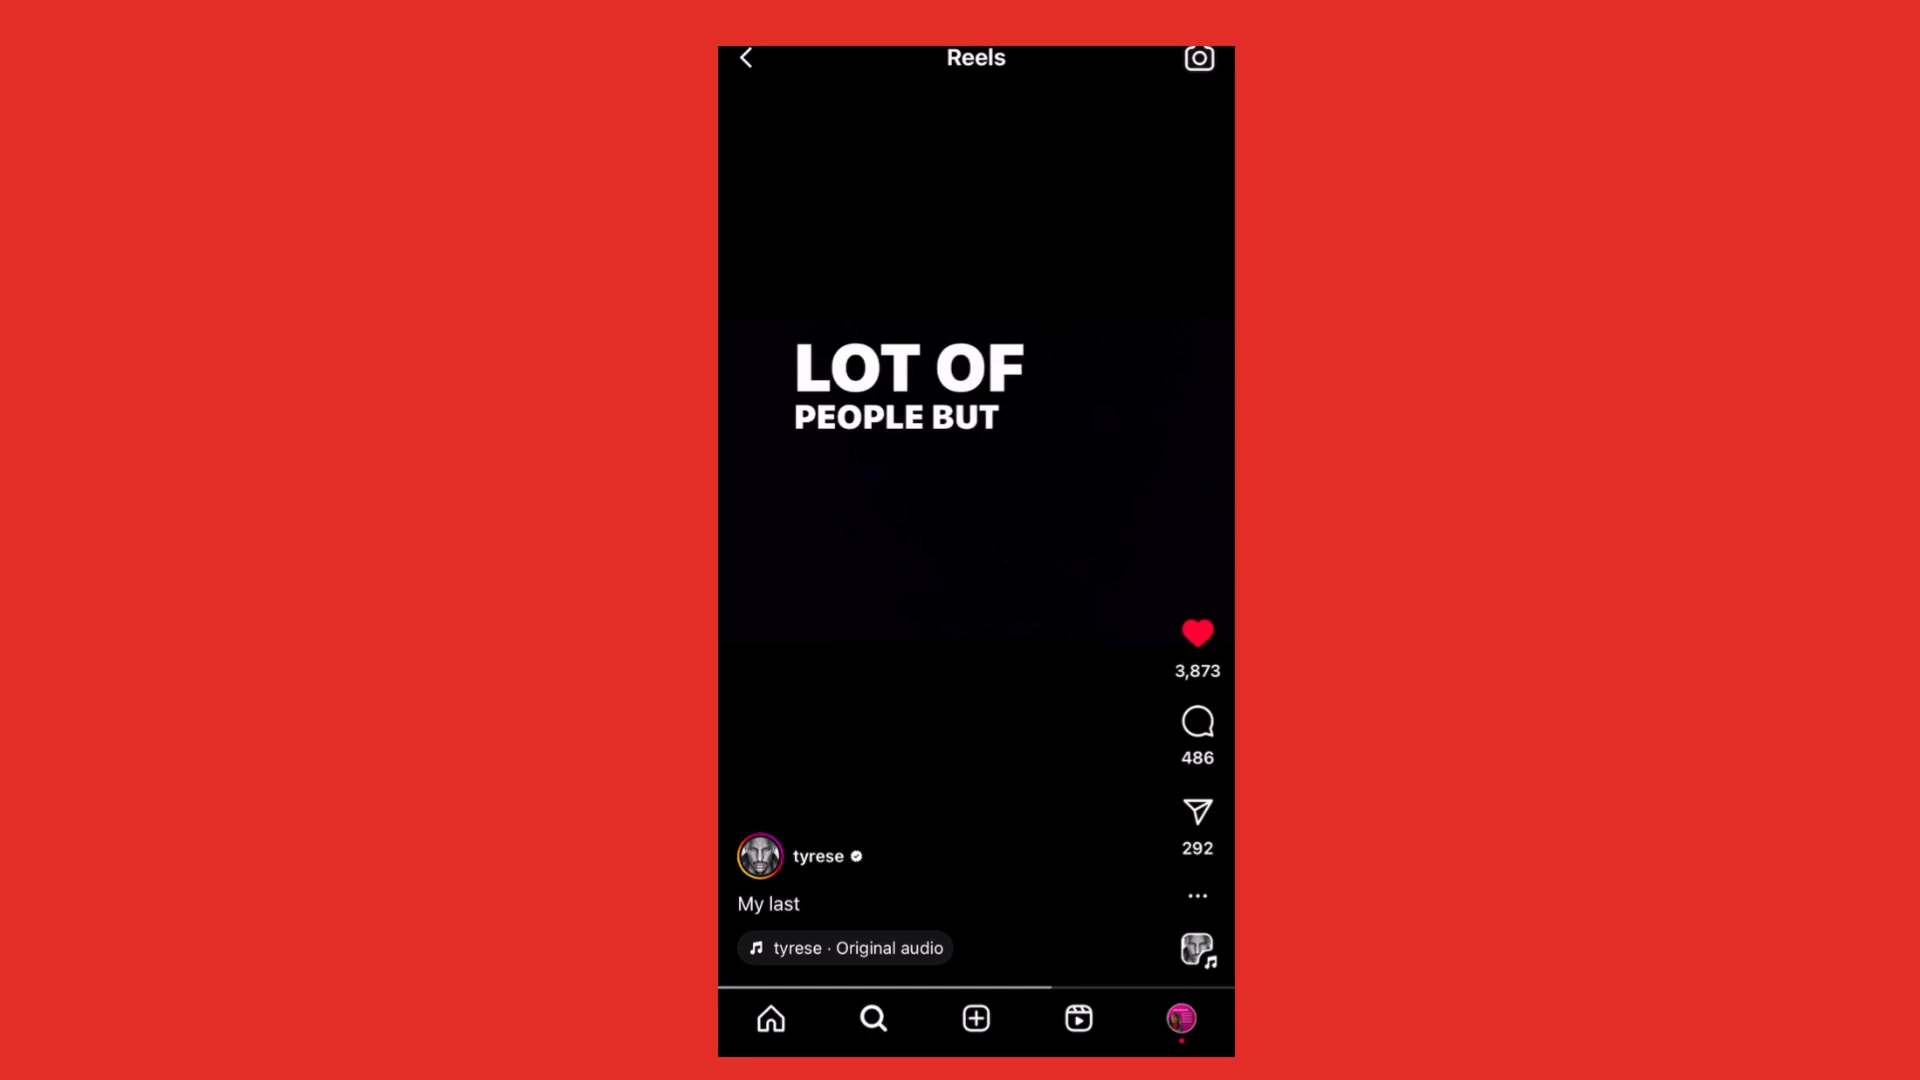 Reels
LOT OF
PEOPLE BUT
3,873
486
292
tyrese
My last
tyrese · Original audio